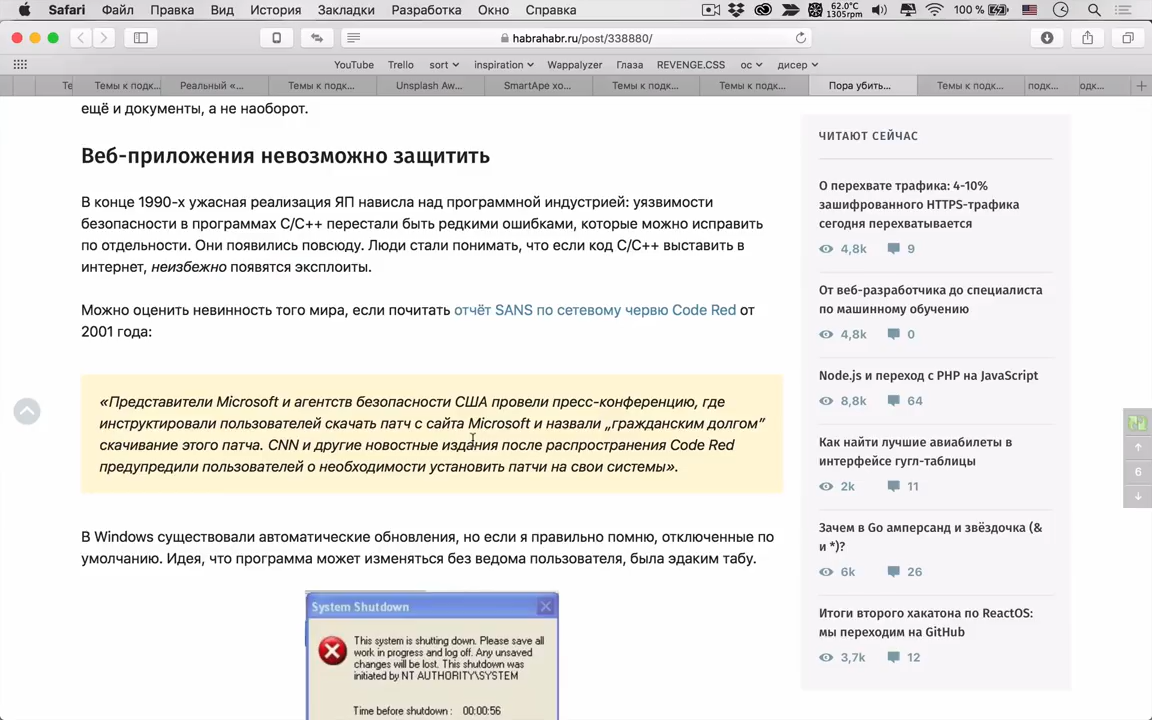 Safari Файл Правка Вид История Закладки Разработка Окно Справка
62.0°C
1305rpm
100 %
habrahabr.ru/post/338880/
YouTube Trello sort inspiration Wappalyzer Глаза REVENGE.CSS ос дисер
Те Темы к подк... Реальный «... Темы к подк... Unsplash Aw... SmartApe хо... Темы к подк... Темы к подк... Пора убить... Темы к подк... подк... одк...
ещё и документы, а не наоборот.
Веб-приложения невозможно защитить
В конце 1990-х ужасная реализация ЯП нависла над программной индустрией: уязвимости
безопасности в программах C/C++ перестали быть редкими ошибками, которые можно исправить
по отдельности. Они появились повсюду. Люди стали понимать, что если код C/C++ выставить в
интернет, неизбежно появятся эксплоиты.
Можно оценить невинность того мира, если почитать отчёт SANS по сетевому червю Code Red от
2001 года:
«Представители Microsoft и агентств безопасности США провели пресс-конференцию, где
инструктировали пользователей скачать патч с сайта Microsoft и назвали „гражданским долгом”
скачивание этого патча. CNN и другие новостные издания после распространения Code Red
предупредили пользователей о необходимости установить патчи на свои системы».
В Windows существовали автоматические обновления, но если я правильно помню, отключенные по
умолчанию. Идея, что программа может изменяться без ведома пользователя, была эдаким табу.
System Shutdown
This system is shutting down. Please save all
work in progress and log off. Any unsaved
changes will be lost. This shutdown was
initiated by NT AUTHORITY\SYSTEM
Time before shutdown : 00:00:56
ЧИТАЮТ СЕЙЧАС
О перехвате трафика: 4-10%
зашифрованного HTTPS-трафика
сегодня перехватывается
4,8k 9
От веб-разработчика до специалиста
по машинному обучению
4,8k 0
Node.js и переход с PHP на JavaScript
8,8k 64
Как найти лучшие авиабилеты в
интерфейсе гугл-таблицы
2k 11
Зачем в Go амперсанд и звёздочка (&
и *)?
6k 26
Итоги второго хакатона по ReactOS:
мы переходим на GitHub
3,7k 12
6